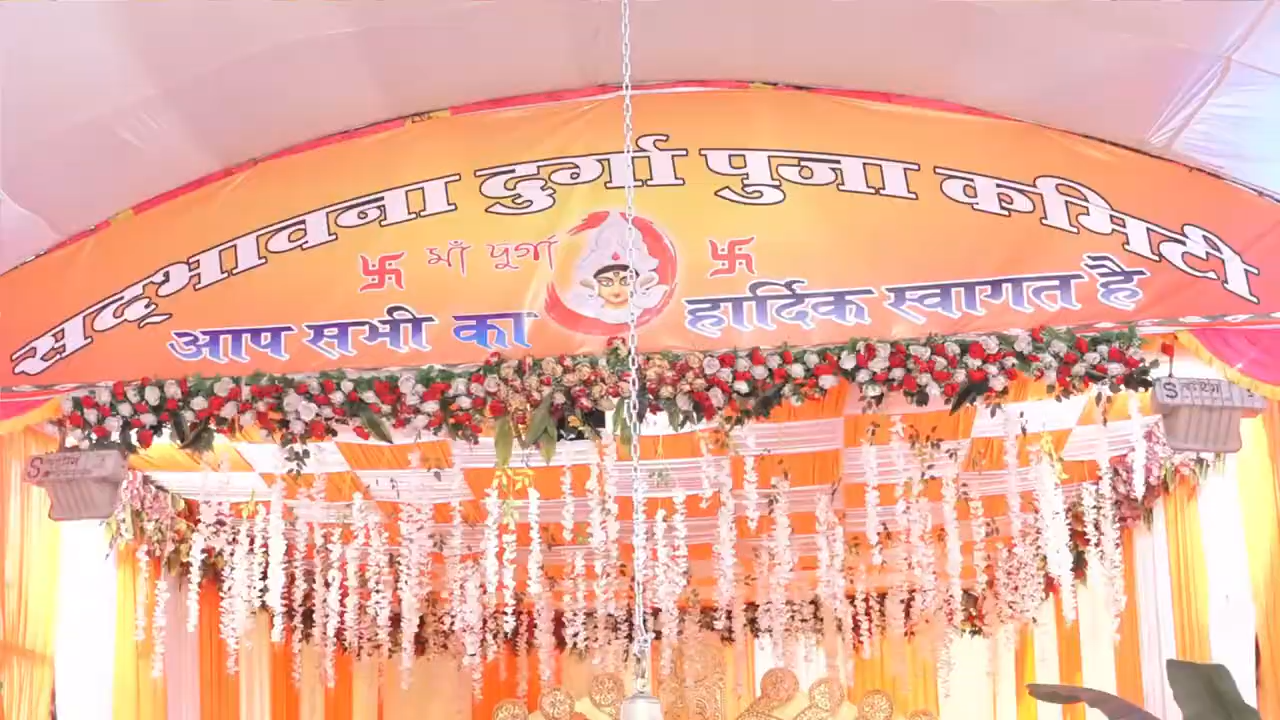 सद्भावना दुर्गा पुजा कमिटी
माँ दुर्गा
आप सभी का हार्दिक स्वागत है